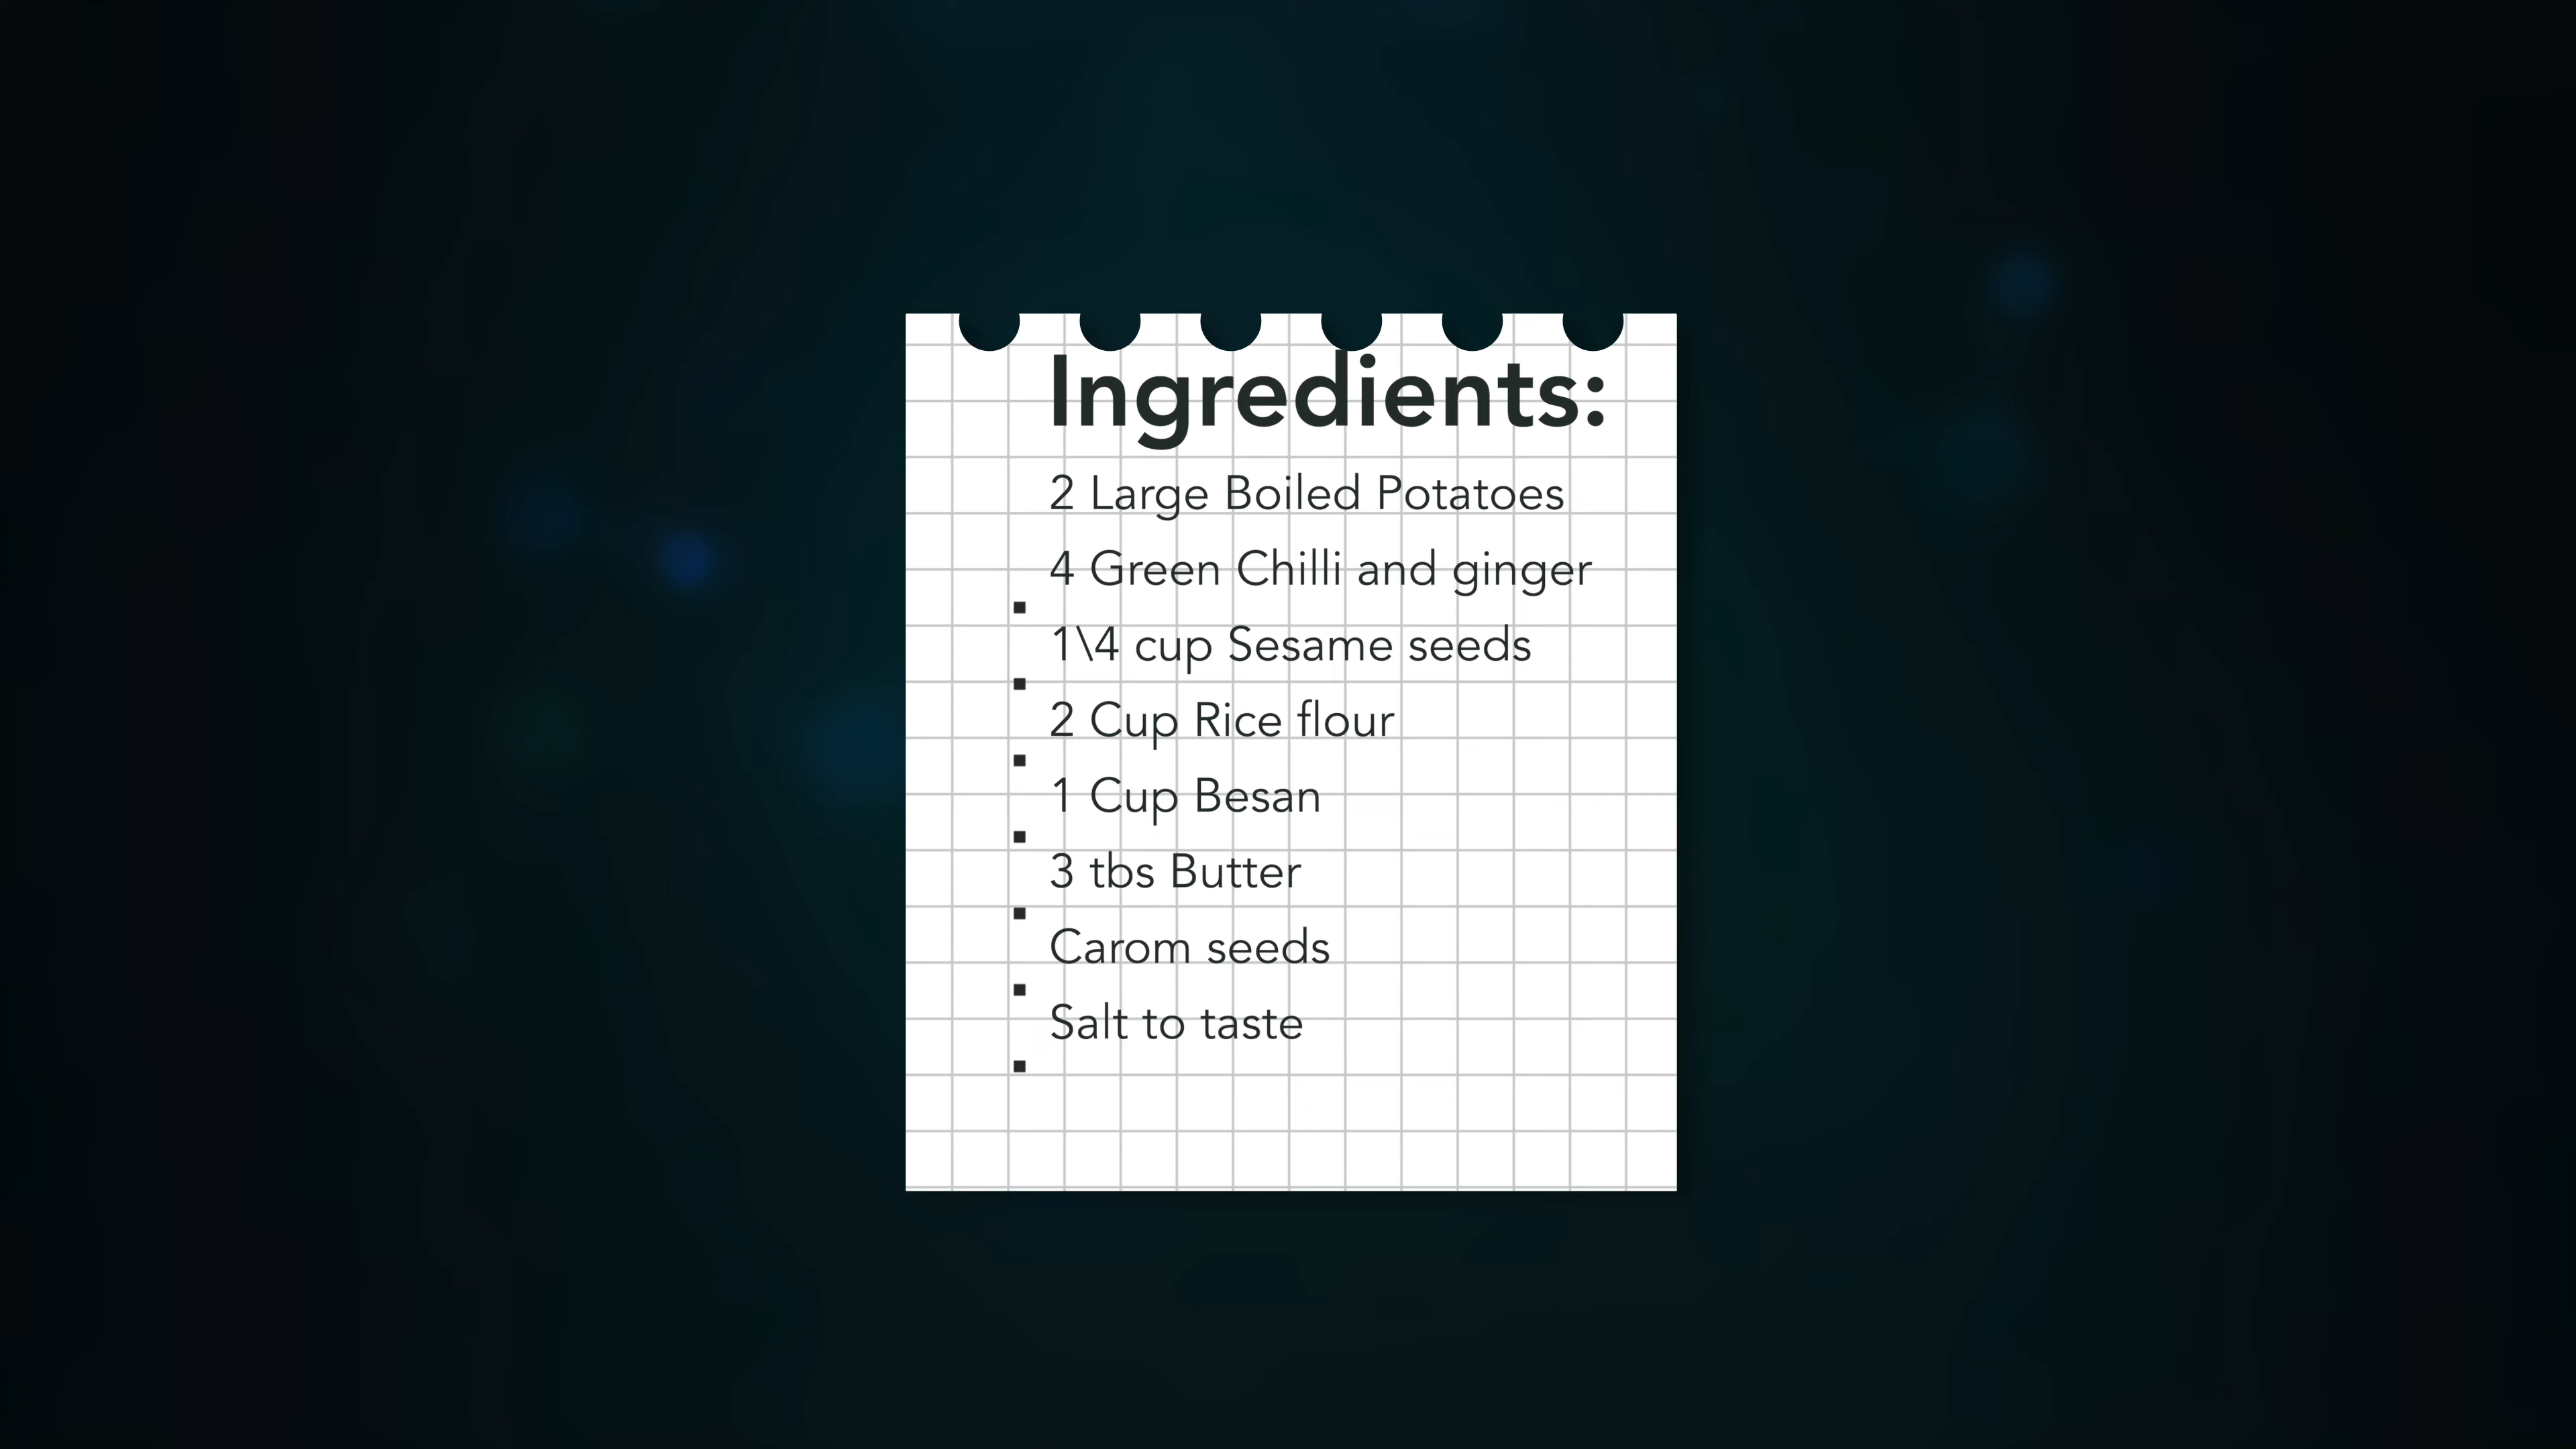 Ingredients:
2 Large Boiled Potatoes
4 Green Chilli and ginger
1\4 cup Sesame seeds
2 Cup Rice flour
1 Cup Besan
3 tbs Butter
Carom seeds
Salt to taste